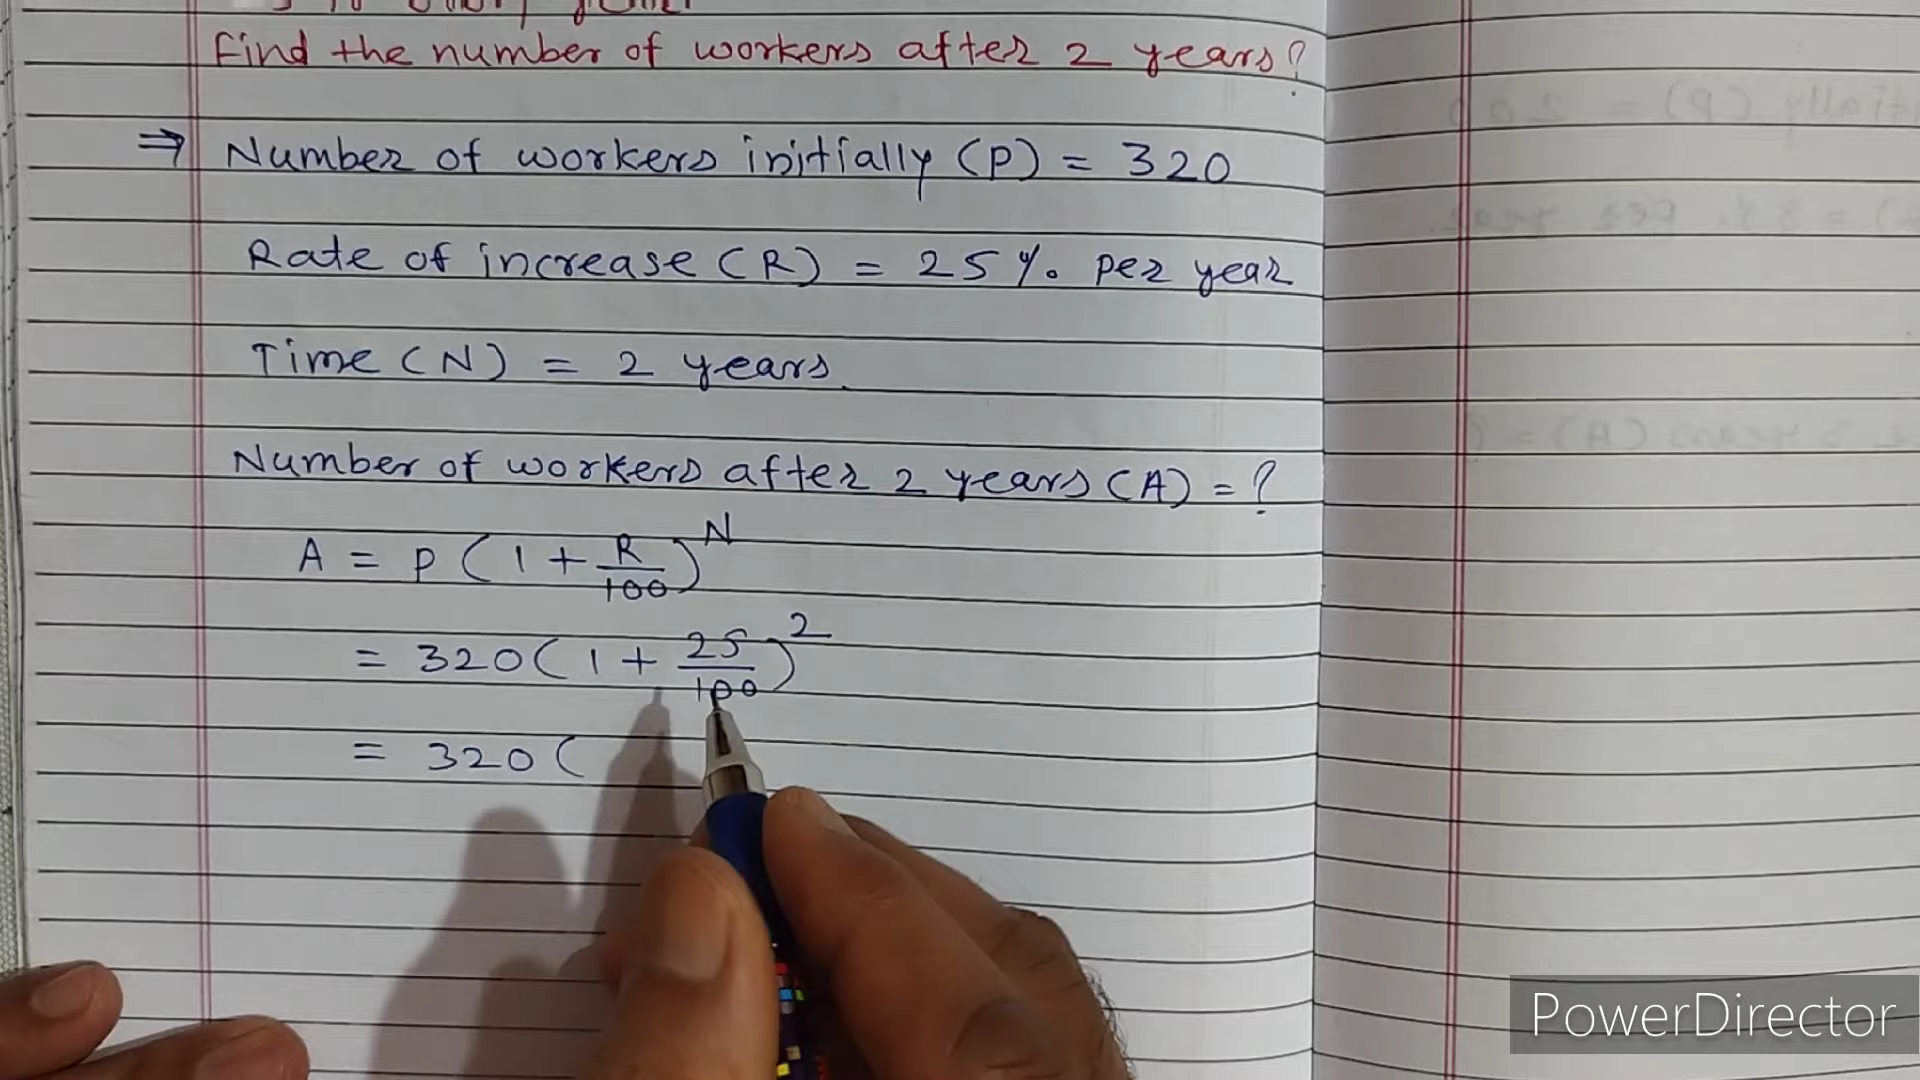 Find the number of workers after 2 years?
⇒ Number of workers initially (P) = 320
Rate of increase (R) = 25% per year
Time (N) = 2 years.
Number of workers after 2 years (A) = ?
A = P (1 + R/100)^N
= 320 (1 + 25/100)^2
= 320 (
PowerDirector